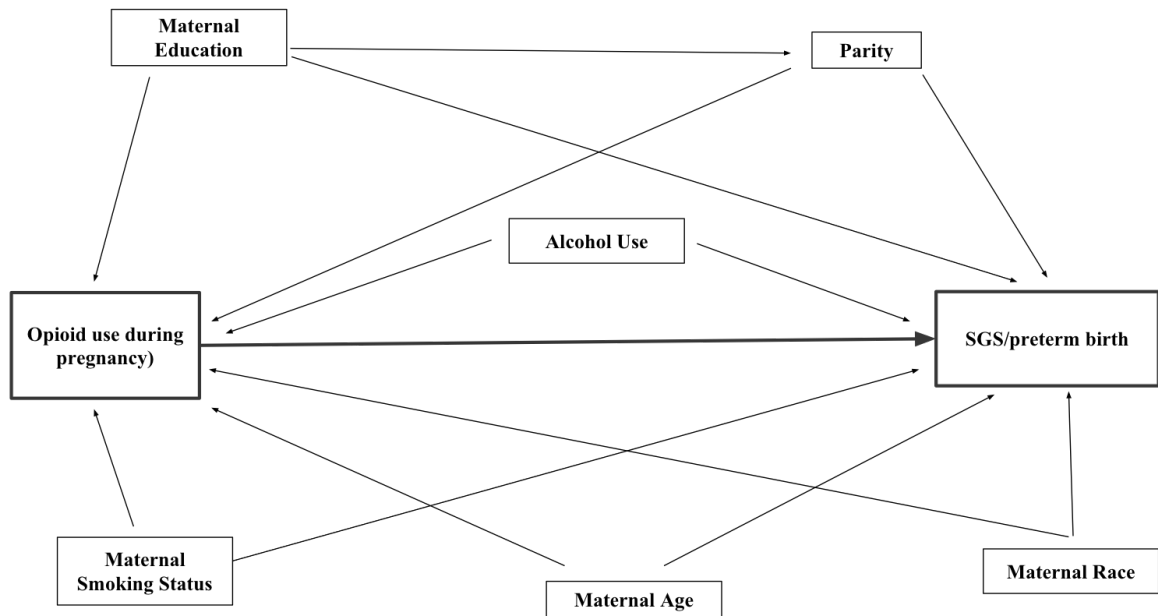 Maternal
Education
Parity
Alcohol Use
Opioid use during
pregnancy)
SGS/preterm birth
Maternal
Smoking Status
Maternal Age
Maternal Race